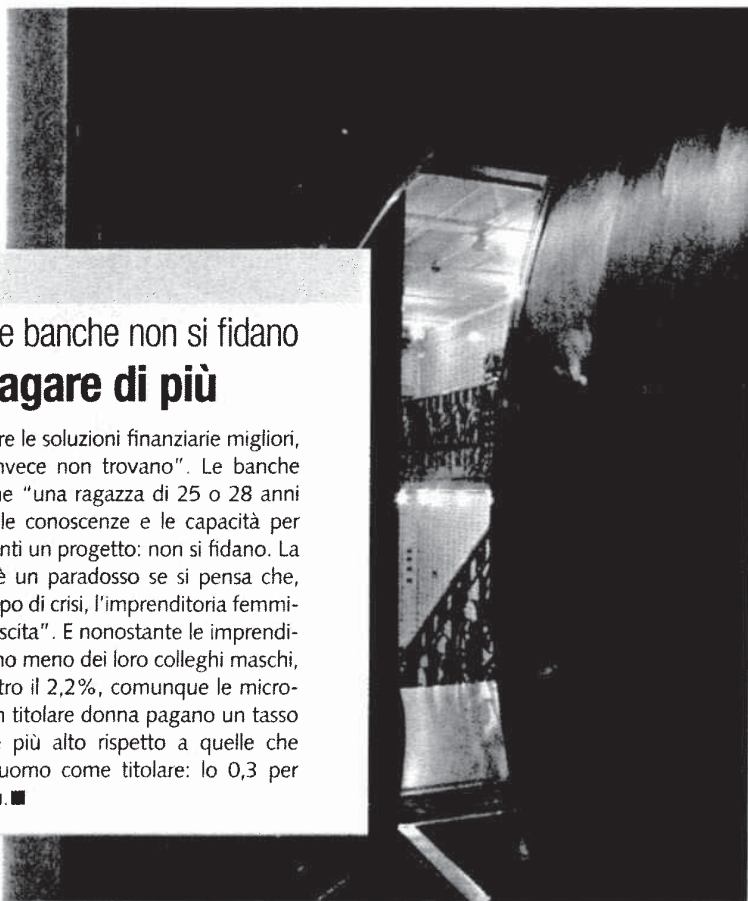 e banche non si fidano
agare di più
re le soluzioni finanziarie migliori,
nvece non trovano". Le banche
ne "una ragazza di 25 o 28 anni
le conoscenze e le capacità per
nti un progetto: non si fidano. La
è un paradosso se si pensa che,
po di crisi, l'imprenditoria femmi-
scita". E nonostante le imprendi-
no meno dei loro colleghi maschi,
tro il 2,2%, comunque le micro-
n titolare donna pagano un tasso
e più alto rispetto a quelle che
uomo come titolare: lo 0,3 per